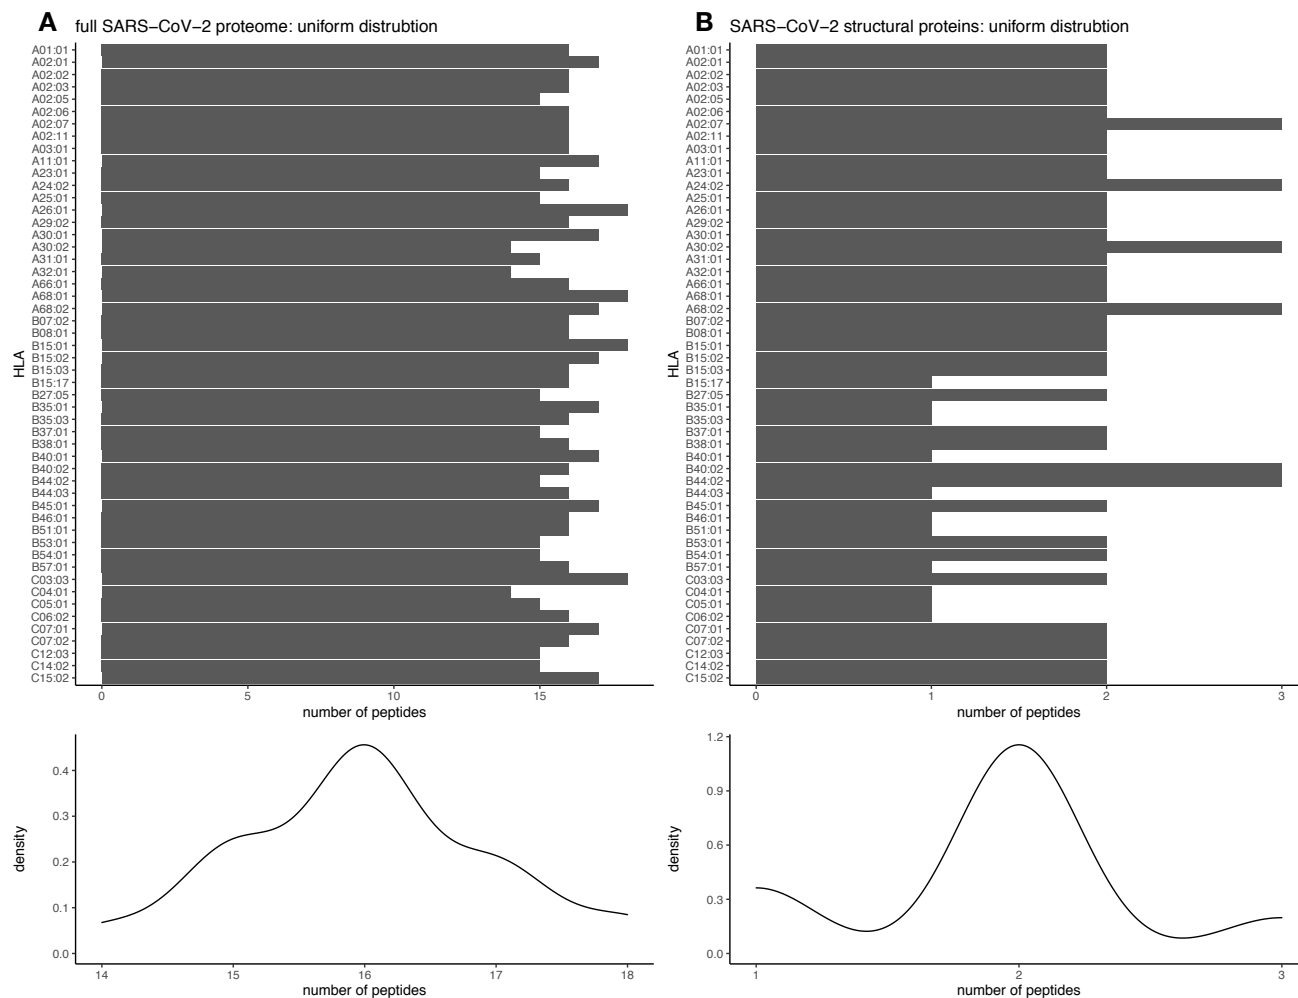 A full SARS−CoV−2 proteome: uniform distrubtion
A01:01
A02:01
A02:02
A02:03
A02:05
A02:06
A02:07
A02:11
A03:01
A11:01
A23:01
A24:02
A25:01
A26:01
A29:02
A30:01
A30:02
A31:01
A32:01
A66:01
A68:01
A68:02
B07:02
B08:01
B15:01
B15:02
B15:03
B15:17
B27:05
B35:01
B35:03
B37:01
B38:01
B40:01
B40:02
B44:02
B44:03
B45:01
B46:01
B51:01
B53:01
B54:01
B57:01
C03:03
C04:01
C05:01
C06:02
C07:01
C07:02
C12:03
C14:02
C15:02
HLA
0 5 10 15
number of peptides
0.4
0.3
0.2
0.1
0.0
density
14 15 16 17 18
number of peptides
B SARS−CoV−2 structural proteins: uniform distrubtion
A01:01
A02:01
A02:02
A02:03
A02:05
A02:06
A02:07
A02:11
A03:01
A11:01
A23:01
A24:02
A25:01
A26:01
A29:02
A30:01
A30:02
A31:01
A32:01
A66:01
A68:01
A68:02
B07:02
B08:01
B15:01
B15:02
B15:03
B15:17
B27:05
B35:01
B35:03
B37:01
B38:01
B40:01
B40:02
B44:02
B44:03
B45:01
B46:01
B51:01
B53:01
B54:01
B57:01
C03:03
C04:01
C05:01
C06:02
C07:01
C07:02
C12:03
C14:02
C15:02
HLA
0 1 2 3
number of peptides
1.2
0.9
0.6
0.3
0.0
density
1 2 3
number of peptides